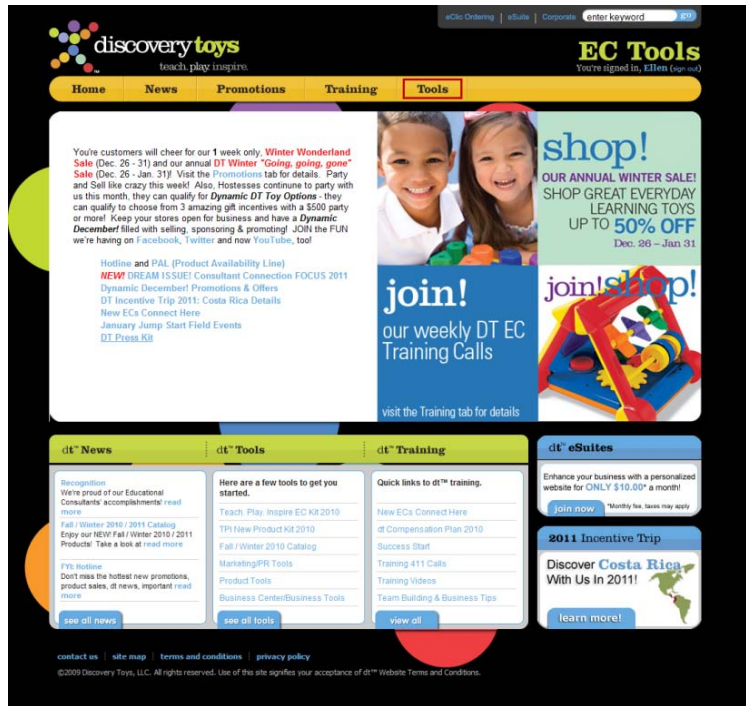 eClic Ordering | eSuite | Corporate enter keyword go
discovery toys
teach. play. inspire.
EC Tools
You're signed in, Ellen (sign out)
Home News Promotions Training Tools
You're customers will cheer for our 1 week only, Winter Wonderland
Sale (Dec. 26 - 31) and our annual DT Winter "Going, going, gone"
Sale (Dec. 26 - Jan. 31)! Visit the Promotions tab for details. Party
and Sell like crazy this week! Also, Hostesses continue to party with
us this month, they can qualify for Dynamic DT Toy Options - they
can qualify to choose from 3 amazing gift incentives with a $500 party
or more! Keep your stores open for business and have a Dynamic
December! filled with selling, sponsoring & promoting! JOIN the FUN
we're having on Facebook, Twitter and now YouTube, too!
Hotline and PAL (Product Availability Line)
NEW! DREAM ISSUE! Consultant Connection FOCUS 2011
Dynamic December! Promotions & Offers
DT Incentive Trip 2011: Costa Rica Details
New ECs Connect Here
January Jump Start Field Events
DT Press Kit
shop!
OUR ANNUAL WINTER SALE!
SHOP GREAT EVERYDAY
LEARNING TOYS
UP TO 50% OFF
Dec. 26 – Jan 31
join!
our weekly DT EC
Training Calls
visit the Training tab for details
join! shop!
dt™ News
Recognition
We're proud of our Educational
Consultants' accomplishments! read
more
Fall / Winter 2010 / 2011 Catalog
Enjoy our NEW! Fall / Winter 2010 / 2011
Products! Take a look at read more
FYI: Hotline
Don't miss the hottest new promotions,
product sales, dt news, important read
more
see all news
dt™ Tools
Here are a few tools to get you
started.
Teach. Play. Inspire EC Kit 2010
TPI New Product Kit 2010
Fall / Winter 2010 Catalog
Marketing/PR Tools
Product Tools
Business Center/Business Tools
see all tools
dt™ Training
Quick links to dt™ training.
New ECs Connect Here
dt Compensation Plan 2010
Success Start
Training 411 Calls
Training Videos
Team Building & Business Tips
view all
dt™ eSuites
Enhance your business with a personalized
website for ONLY $10.00* a month!
join now *Monthly fee, taxes may apply
2011 Incentive Trip
Discover Costa Rica
With Us In 2011!
learn more!
contact us | site map | terms and conditions | privacy policy
©2009 Discovery Toys, LLC. All rights reserved. Use of this site signifies your acceptance of dt™ Website Terms and Conditions.